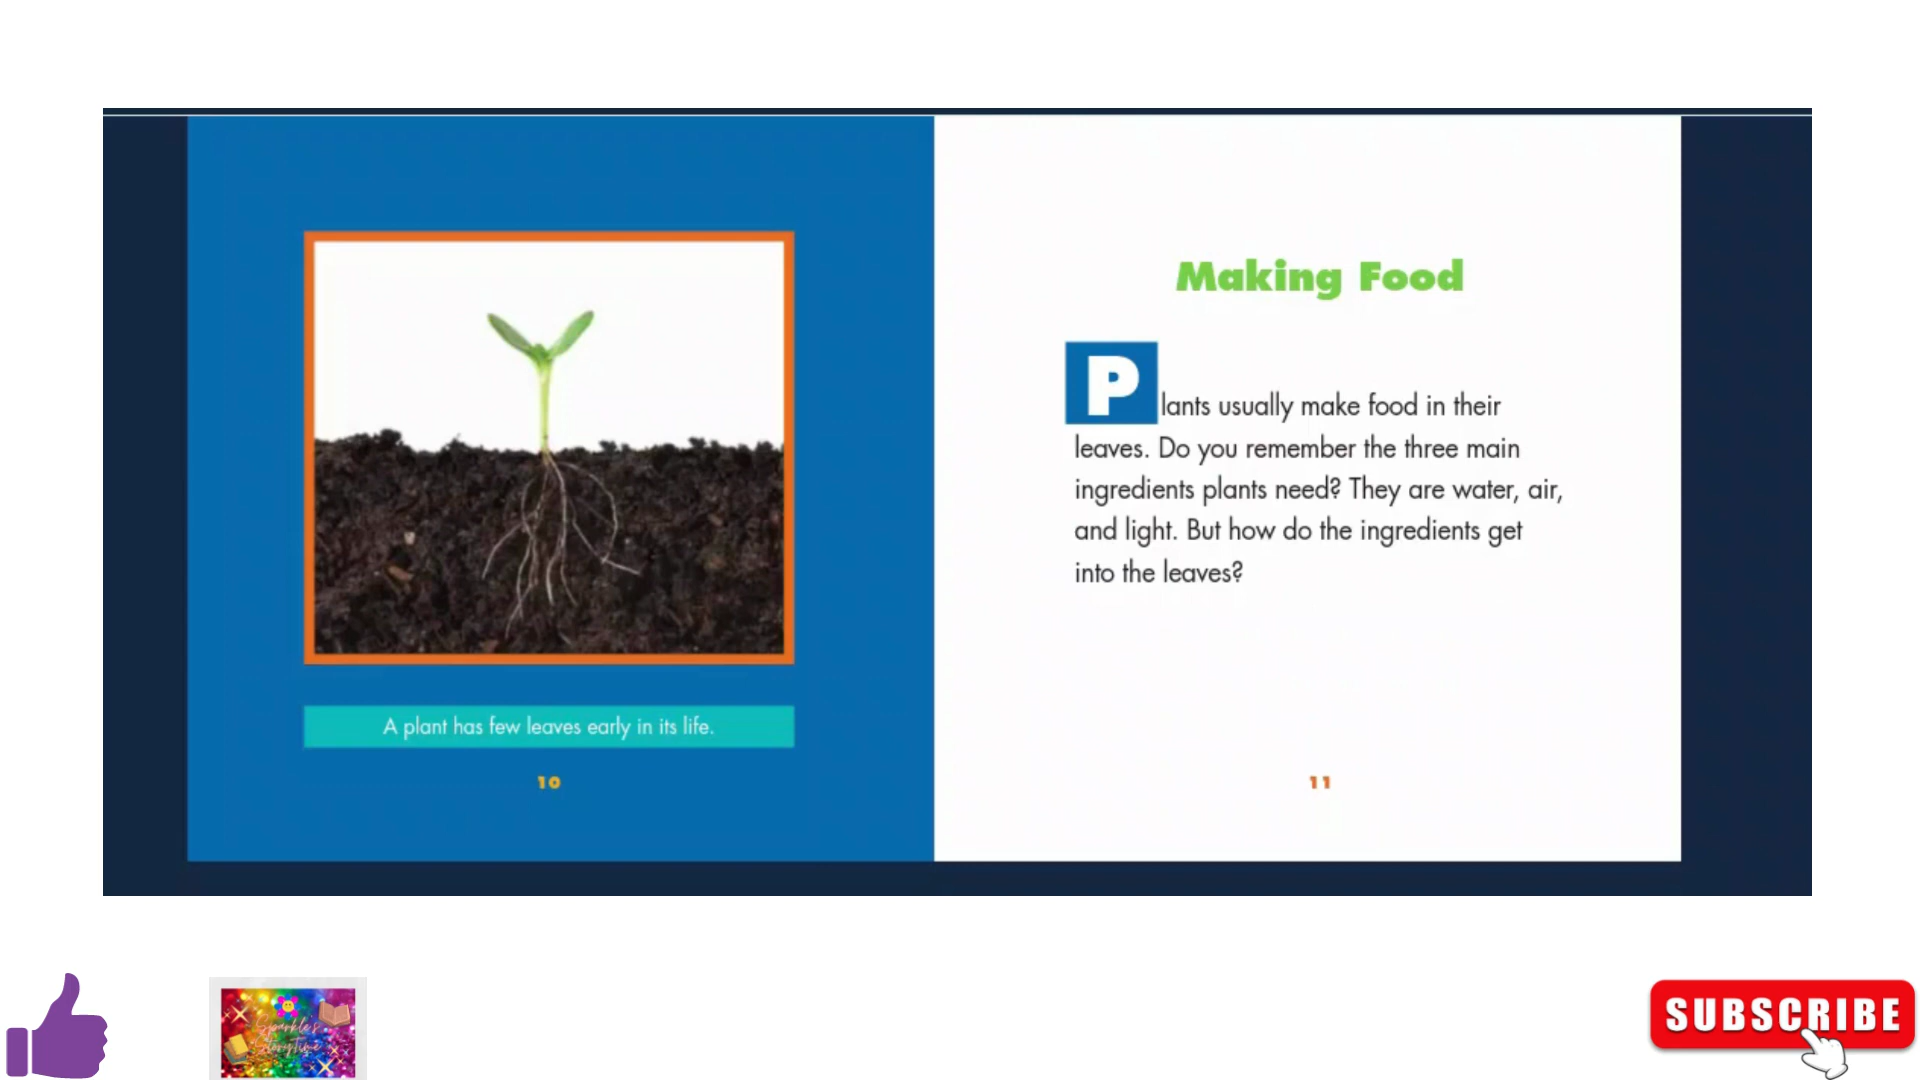 A plant has few leaves early in its life.
10
Making Food
Plants usually make food in their
leaves. Do you remember the three main
ingredients plants need? They are water, air,
and light. But how do the ingredients get
into the leaves?
11
Sparkle's
Storytime
SUBSCRIBE